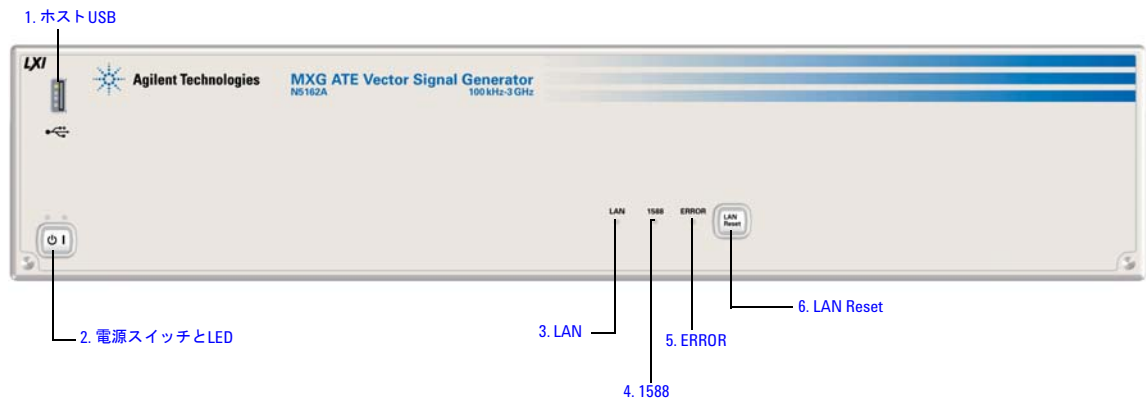 1. ホストUSB
LXI
Agilent Technologies
MXG ATE Vector Signal Generator
N5162A 100 kHz-3 GHz
LAN 1588 ERROR
LAN
Reset
2. 電源スイッチとLED
3. LAN
4. 1588
5. ERROR
6. LAN Reset